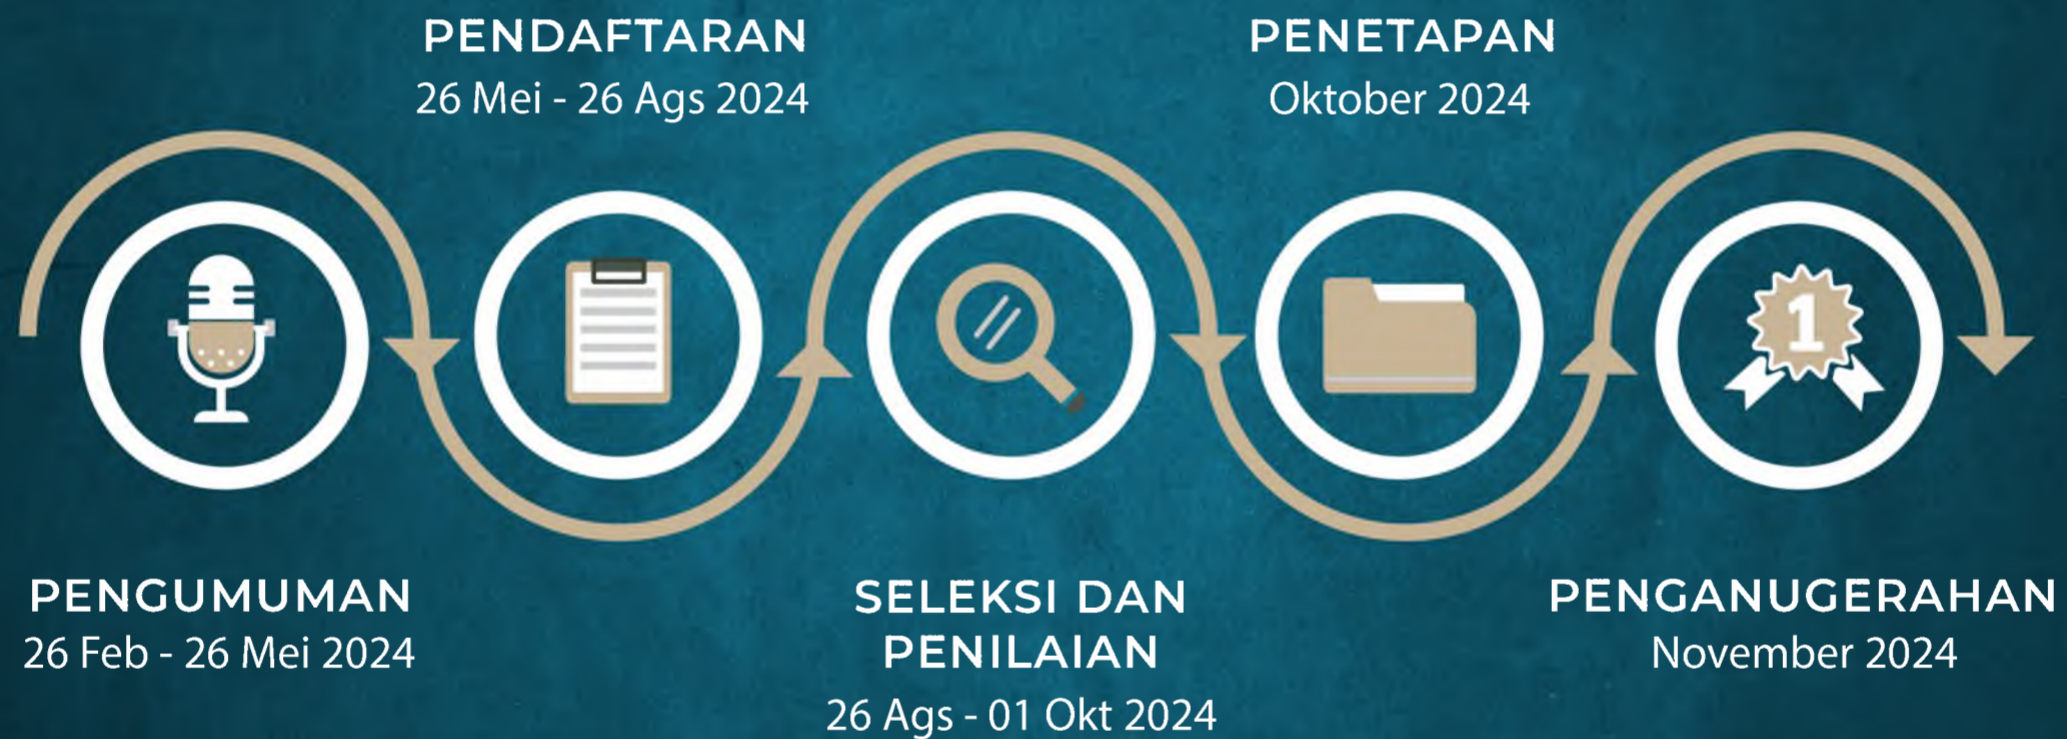 PENGUMUMAN
26 Feb - 26 Mei 2024
PENDAFTARAN
26 Mei - 26 Ags 2024
SELEKSI DAN
PENILAIAN
26 Ags - 01 Okt 2024
PENETAPAN
Oktober 2024
1
PENGANUGERAHAN
November 2024